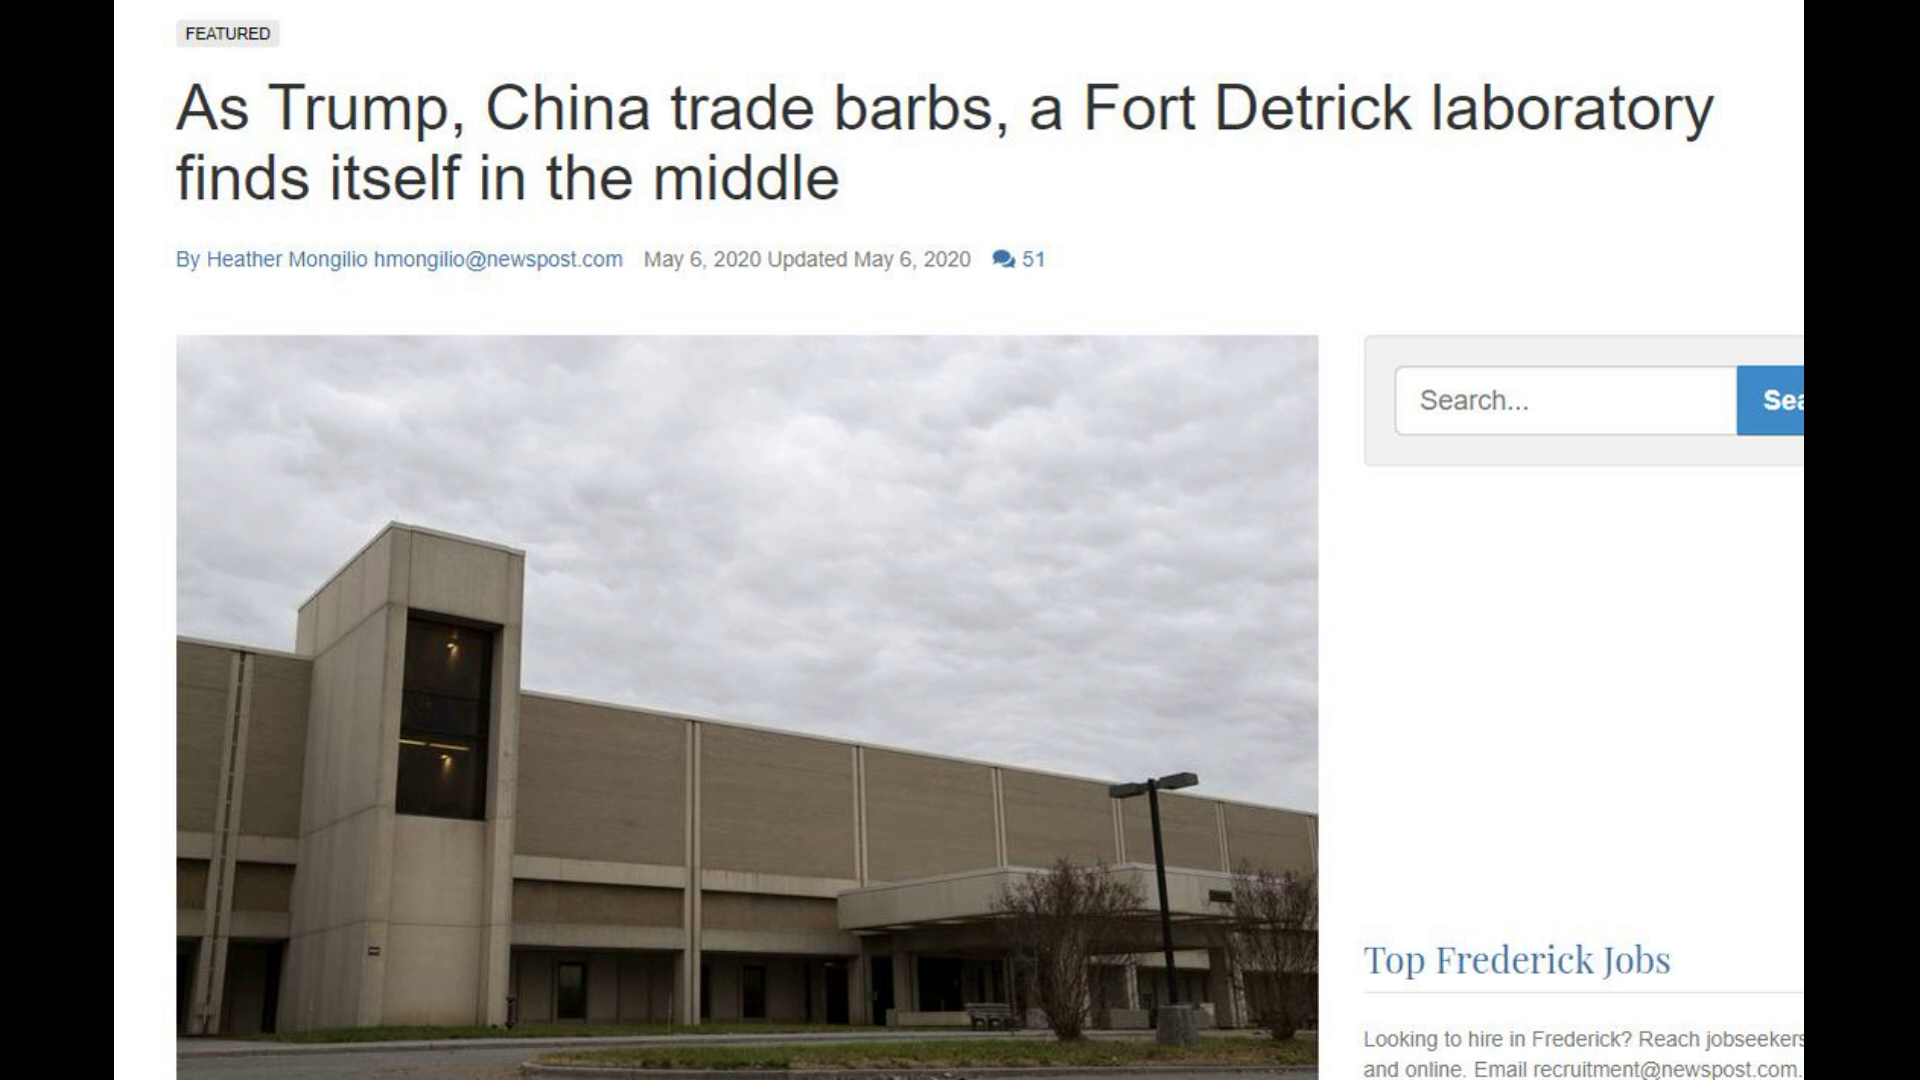 FEATURED
As Trump, China trade barbs, a Fort Detrick laboratory
finds itself in the middle
By Heather Mongilio hmongilio@newspost.com May 6, 2020 Updated May 6, 2020 51
Search...
Sea
Top Frederick Jobs
Looking to hire in Frederick? Reach jobseekers
and online. Email recruitment@newspost.com.